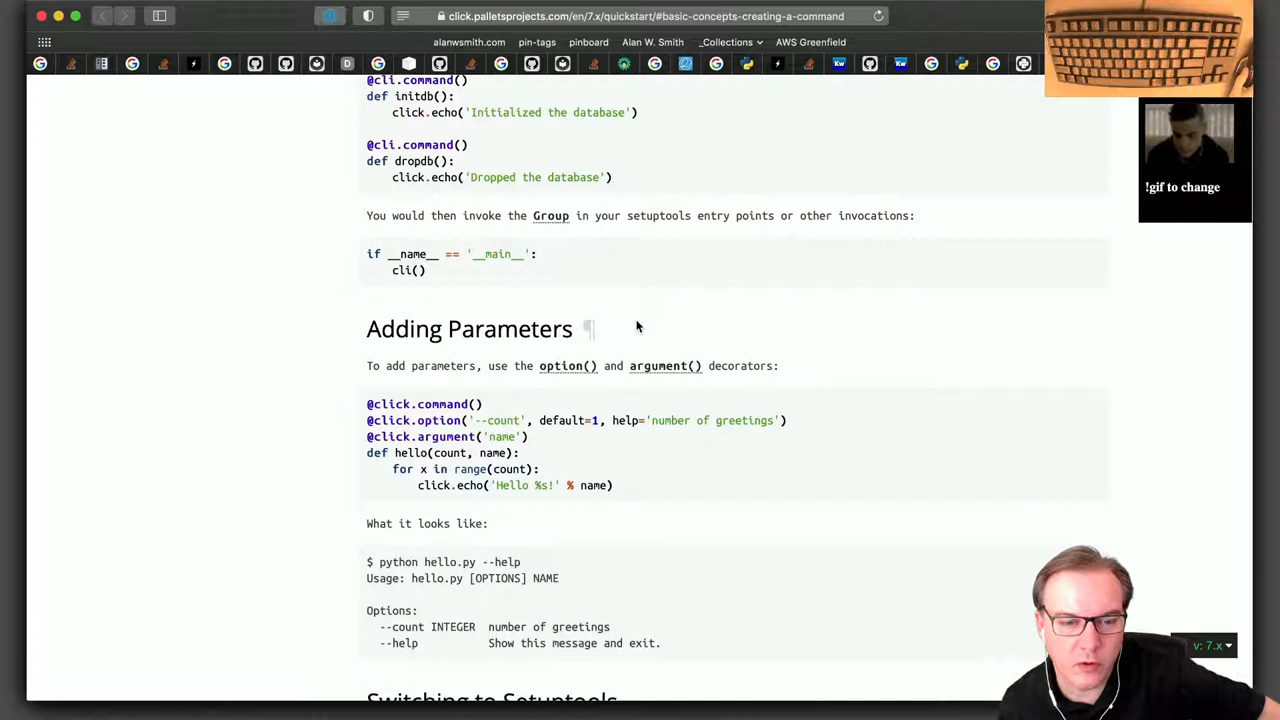 click.palletsprojects.com/en/7.x/quickstart/#basic-concepts-creating-a-command
alanwsmith.com pin-tags pinboard Alan W. Smith _Collections AWS Greenfield
@cli.command()
def initdb():
click.echo('Initialized the database')
@cli.command()
def dropdb():
click.echo('Dropped the database')
!gif to change
You would then invoke the Group in your setuptools entry points or other invocations:
if __name__ == '__main__':
cli()
Adding Parameters ¶
To add parameters, use the option() and argument() decorators:
@click.command()
@click.option('--count', default=1, help='number of greetings')
@click.argument('name')
def hello(count, name):
for x in range(count):
click.echo('Hello %s!' % name)
What it looks like:
$ python hello.py --help
Usage: hello.py [OPTIONS] NAME
Options:
--count INTEGER number of greetings
--help Show this message and exit.
v: 7.x
Switching to Setuptools